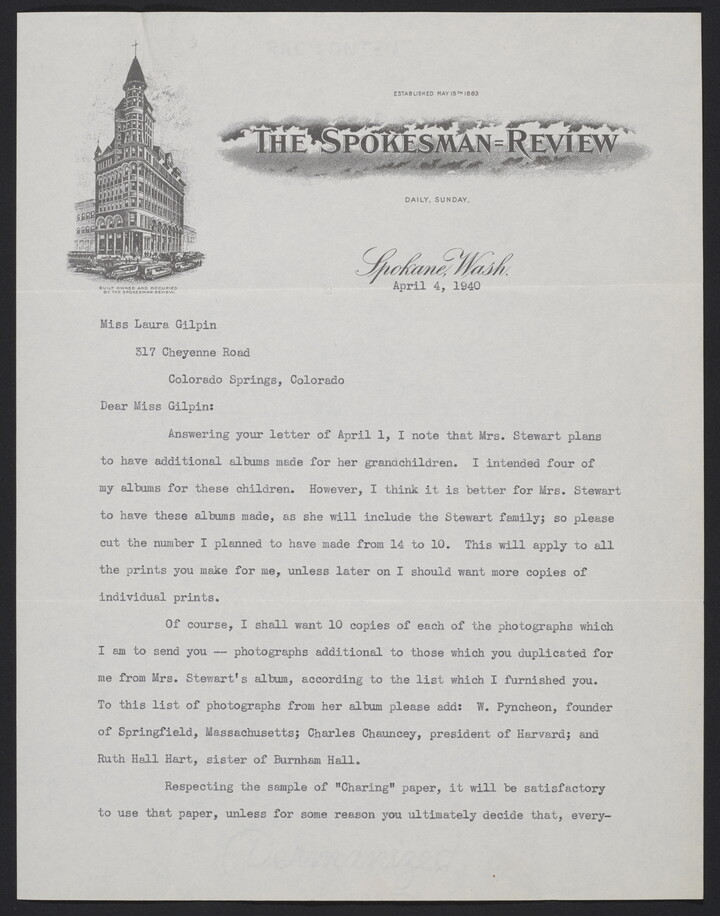 ESTABLISHED MAY 15TH 1883
THE SPOKESMAN=REVIEW
DAILY, SUNDAY.
BUILT OWNED AND OCCUPIED
BY THE SPOKESMAN-REVIEW.
Spokane, Wash.
April 4, 1940
Miss Laura Gilpin
317 Cheyenne Road
Colorado Springs, Colorado
Dear Miss Gilpin:
Answering your letter of April 1, I note that Mrs. Stewart plans
to have additional albums made for her grandchildren. I intended four of
my albums for these children. However, I think it is better for Mrs. Stewart
to have these albums made, as she will include the Stewart family; so please
cut the number I planned to have made from 14 to 10. This will apply to all
the prints you make for me, unless later on I should want more copies of
individual prints.
Of course, I shall want 10 copies of each of the photographs which
I am to send you -- photographs additional to those which you duplicated for
me from Mrs. Stewart's album, according to the list which I furnished you.
To this list of photographs from her album please add: W. Pyncheon, founder
of Springfield, Massachusetts; Charles Chauncey, president of Harvard; and
Ruth Hall Hart, sister of Burnham Hall.
Respecting the sample of "Charing" paper, it will be satisfactory
to use that paper, unless for some reason you ultimately decide that, every-